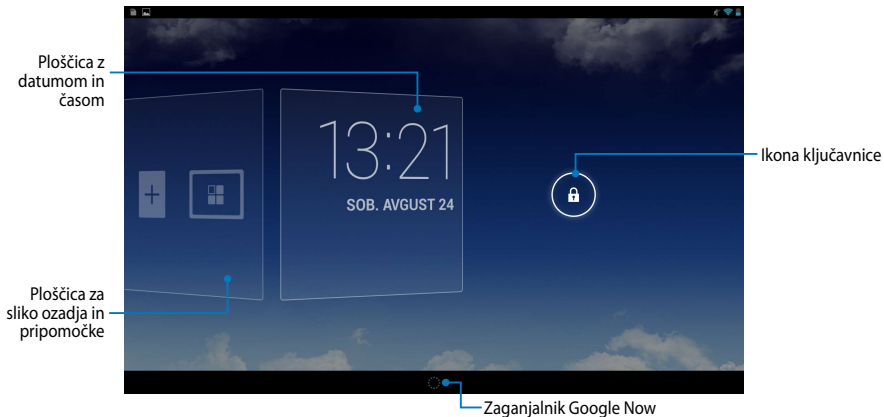 Ploščica z
datumom in
časom
13:21
SOB. AVGUST 24
Ikona ključavnice
Ploščica za
sliko ozadja in
pripomočke
Zaganjalnik Google Now